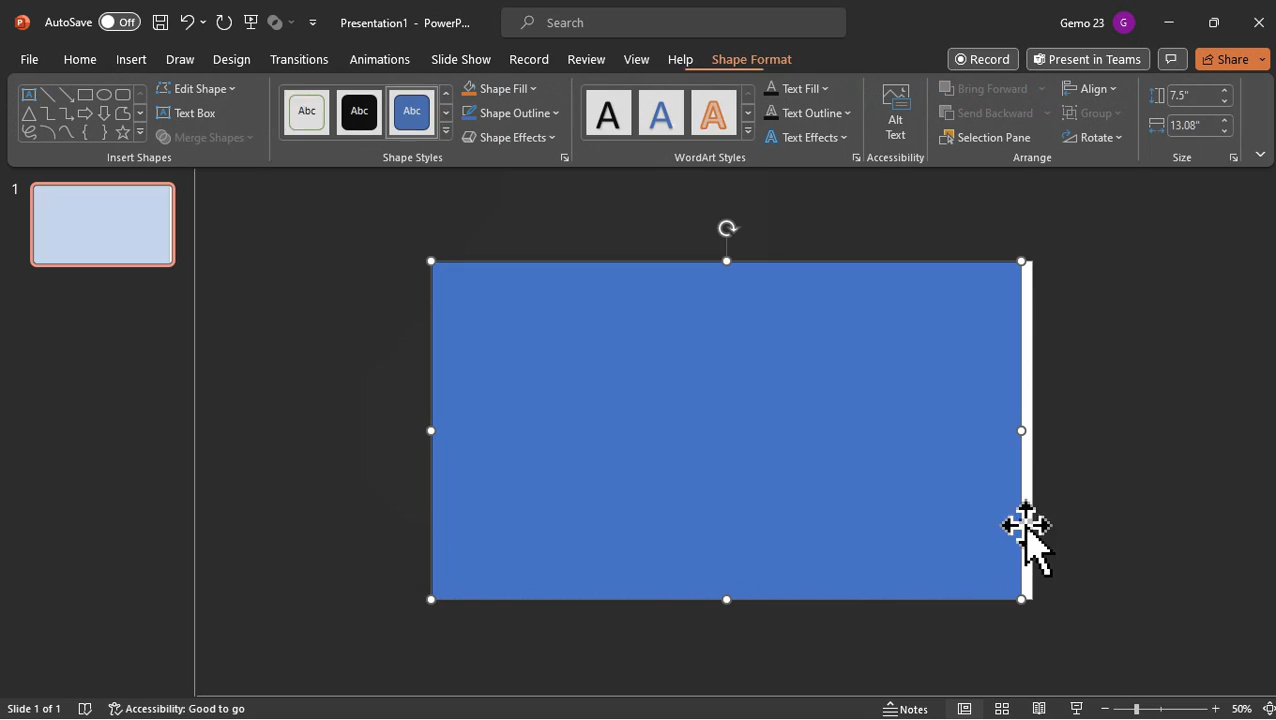 AutoSave Off Presentation1 - PowerP... Search Gemo 23 G
File Home Insert Draw Design Transitions Animations Slide Show Record Review View Help Shape Format Record Present in Teams Share
Edit Shape
Text Box
Merge Shapes
Insert Shapes
Abc Abc Abc
Shape Fill
Shape Outline
Shape Effects
Shape Styles
A A A
Text Fill
Text Outline
Text Effects
WordArt Styles
Alt
Text
Accessibility
Bring Forward
Send Backward
Selection Pane
Align
Group
Rotate
Arrange
7.5"
13.08"
Size
1
Slide 1 of 1 Accessibility: Good to go Notes 50%